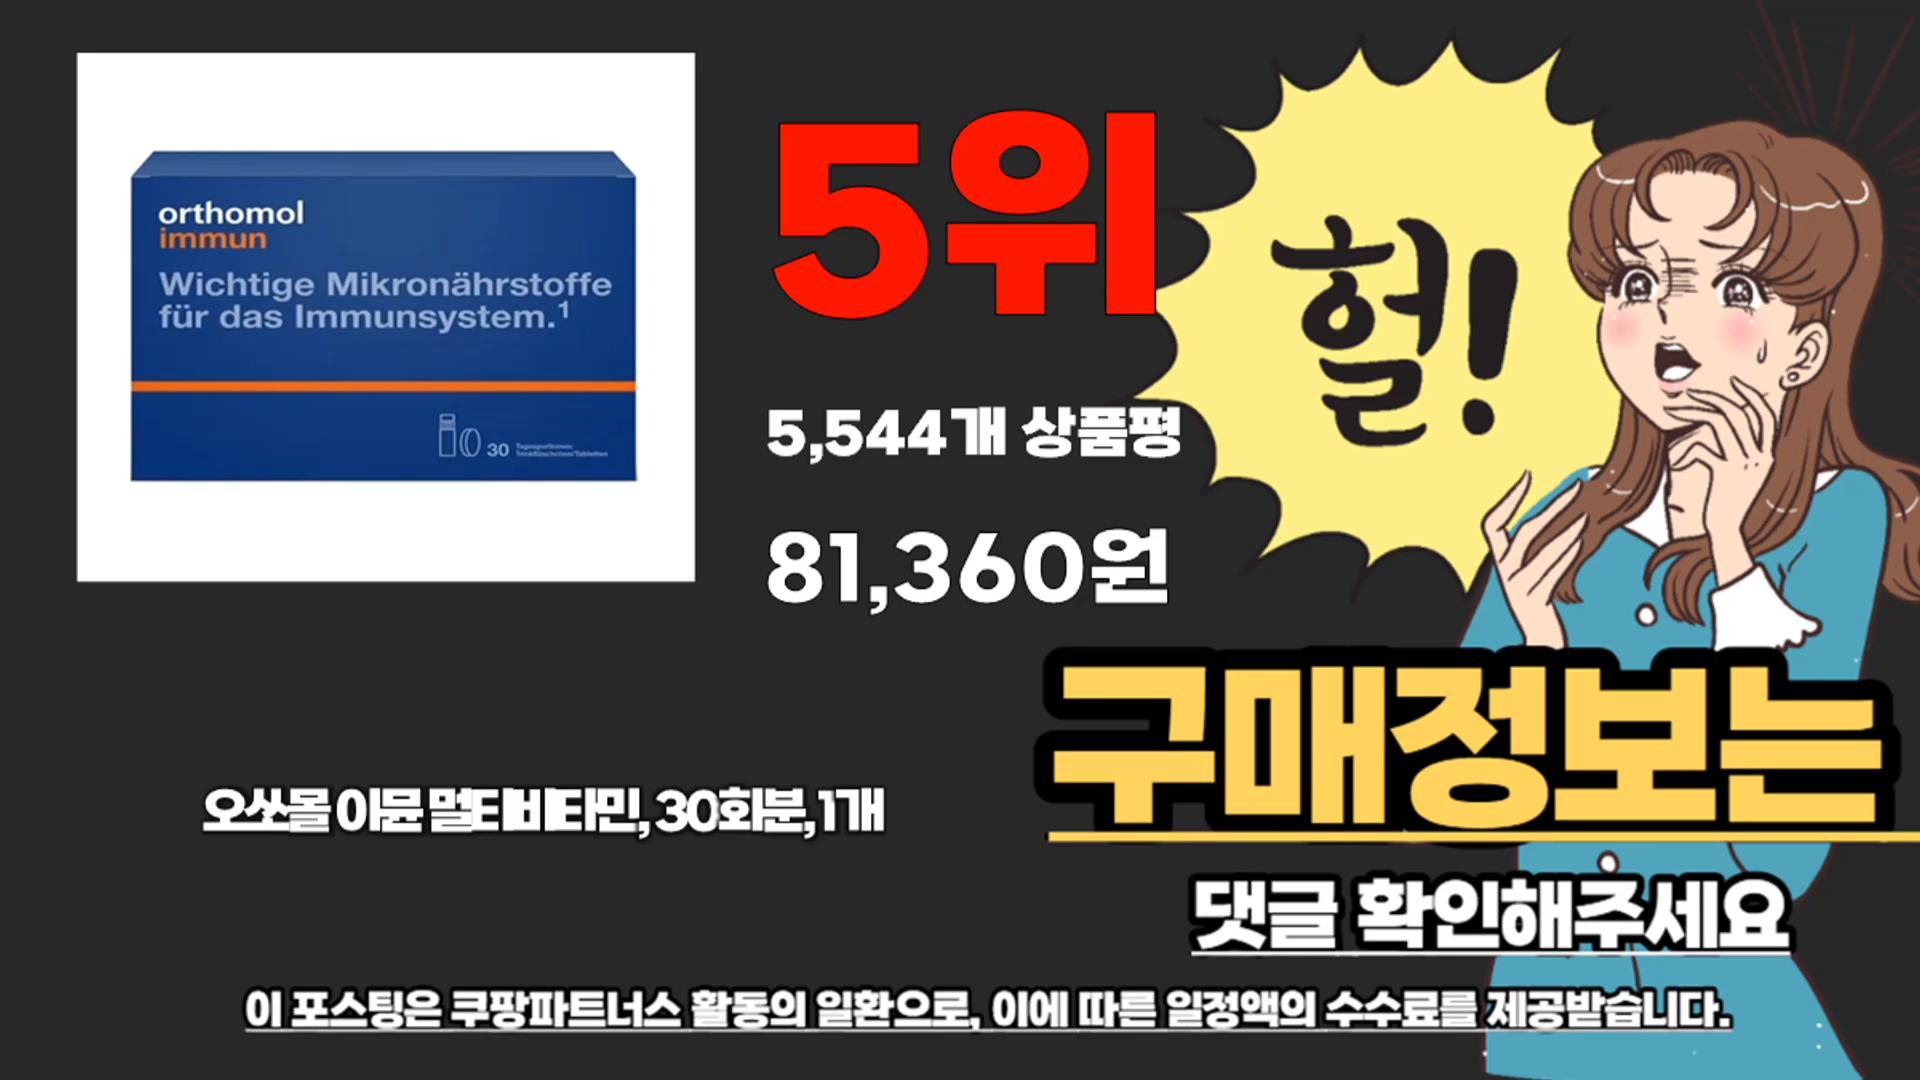 orthomol
immun
Wichtige Mikronährstoffe
für das Immunsystem.¹
30
5위
5,544개 상품평
81,360원
헬!
오쏘몰 이뮨 멀티비타민, 30회분, 1개
구매정보는
댓글 확인해주세요
이 포스팅은 쿠팡파트너스 활동의 일환으로, 이에 따른 일정액의 수수료를 제공받습니다.